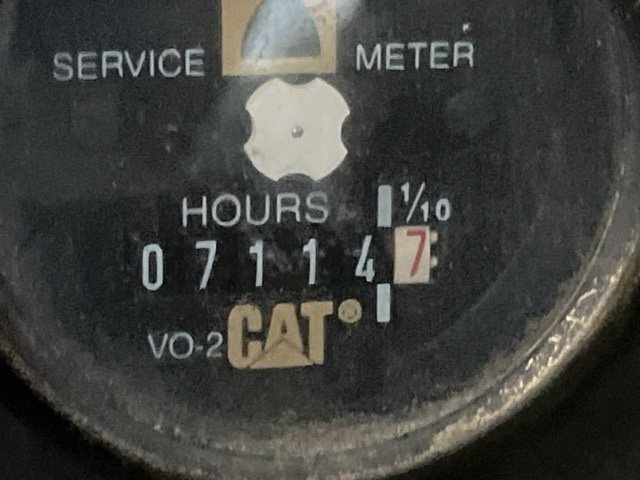 SERVICE METER
HOURS 1/10
071147
VO-2 CAT®